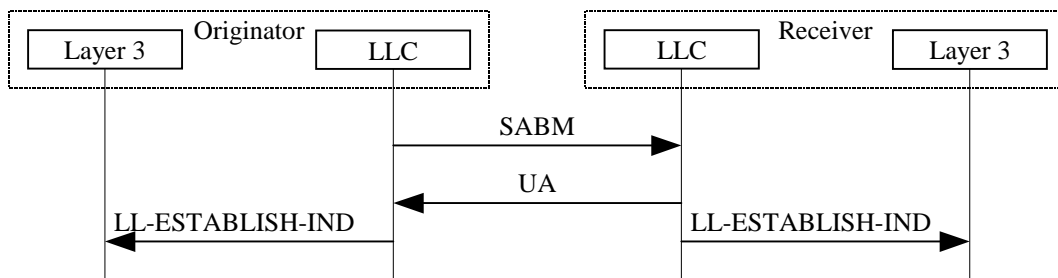 Originator
Receiver
Layer 3
LLC
LLC
Layer 3
SABM
UA
LL-ESTABLISH-IND
LL-ESTABLISH-IND